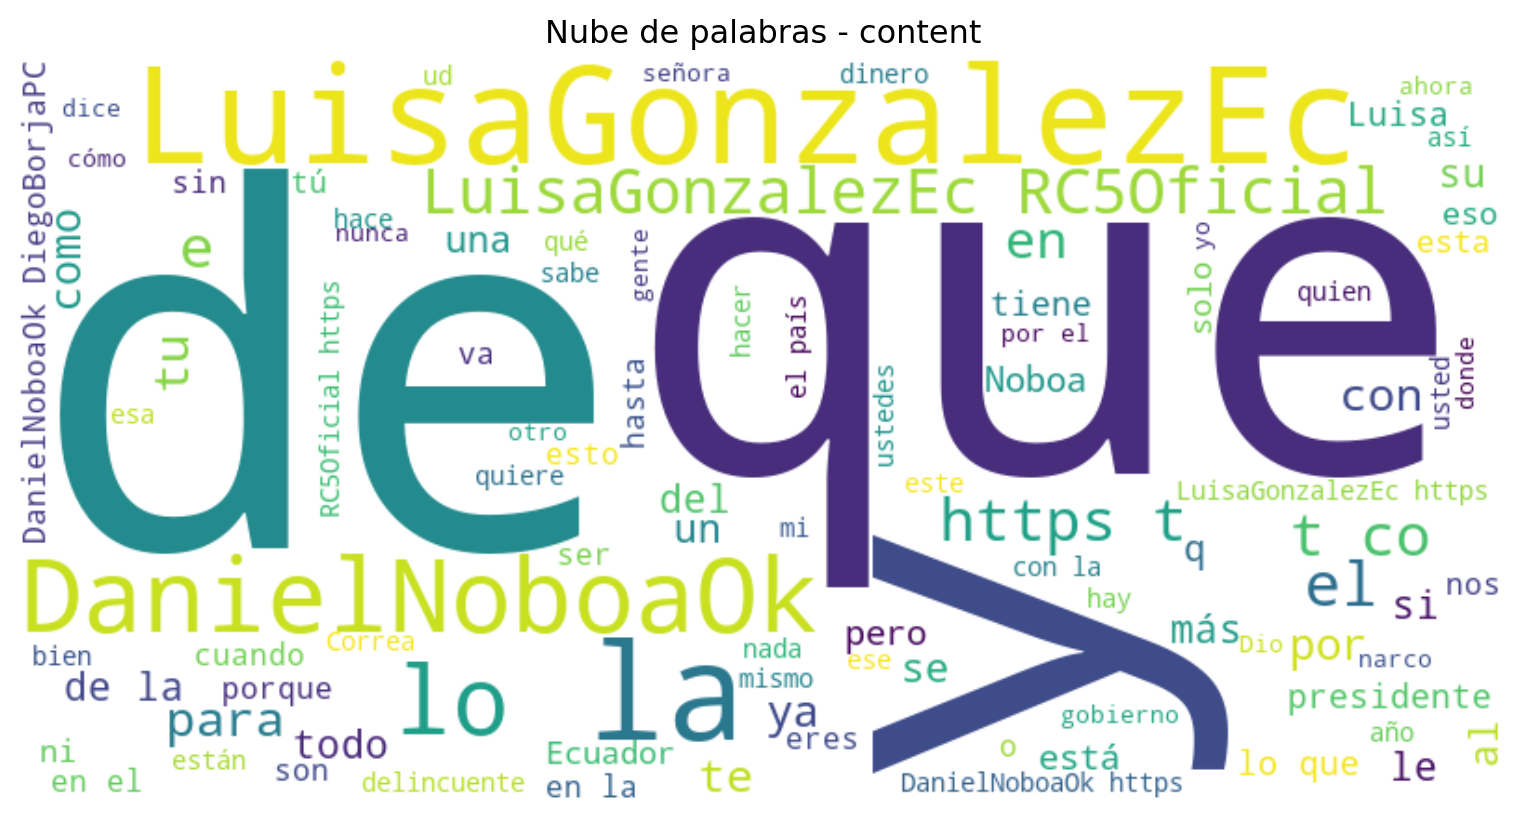 Nube de palabras - content
LuisaGonzalezEc
ud
señora
dinero
ahora
dice
Luisa
así
cómo
DanielNoboaOk DiegoBorjaPC
sin
tú
LuisaGonzalezEc RC5Oficial
su
como
e
hace
nunca
una
qué
sabe
gente
en
yo
solo
eso
esta
de
que
y
tu
va
esa
RC5Oficial https
hacer
el país
tiene
por el
Noboa
quien
con
usted
donde
otro
esto
quiere
hasta
ustedes
este
LuisaGonzalezEc https
del
un
mi
https t
q
t co
ser
DanielNoboaOk
con la
hay
el
si
nos
pero
ese
se
más
Dio
por
narco
bien
cuando
Correa
de la
porque
lo
la
nada
mismo
ya
eres
presidente
para
todo
gobierno
año
al
ni
están
son
Ecuador
o
está
lo que
le
en el
delincuente
en la
te
DanielNoboaOk https